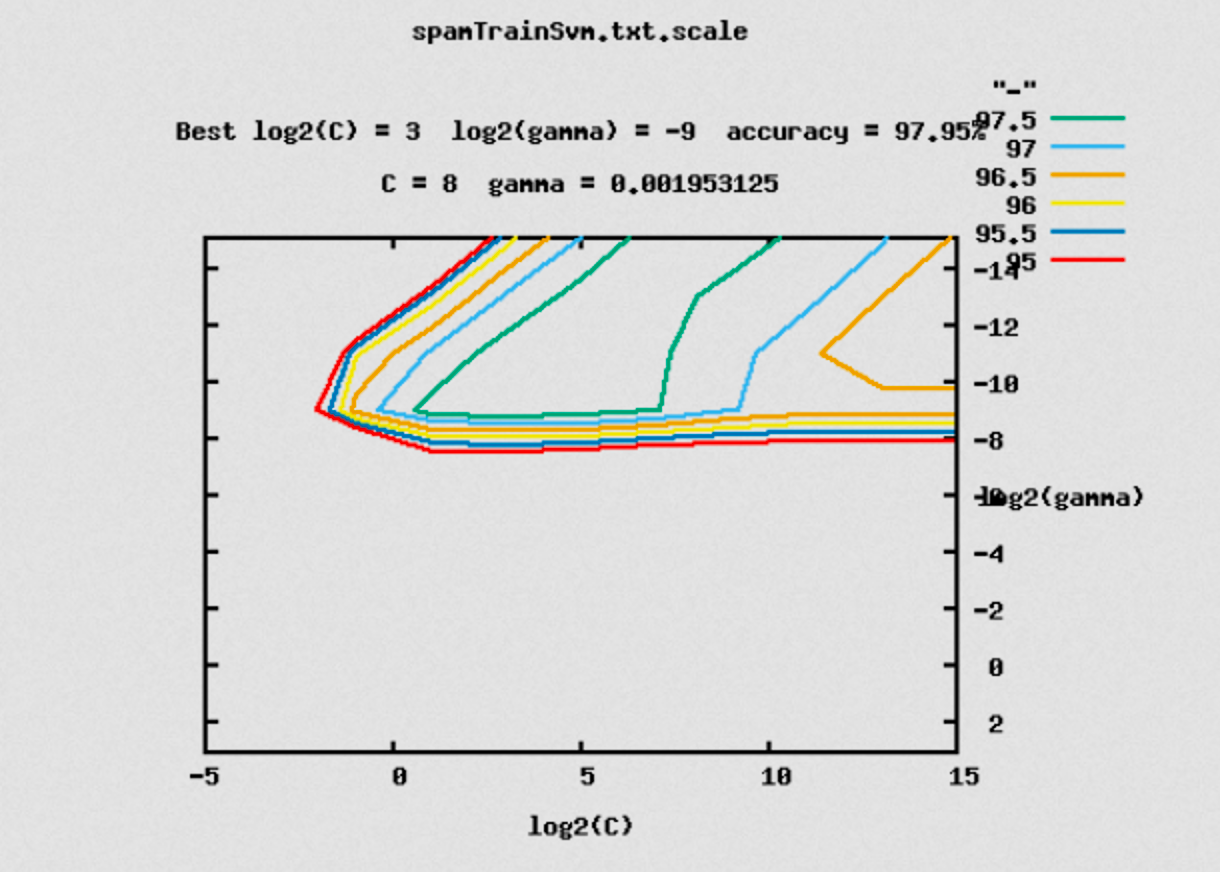 spamTrainSvm.txt.scale
"_"
Best log2(C) = 3  log2(gamma) = -9  accuracy = 97.95%
97.5
97
C = 8  gamma = 0.001953125
96.5
96
95.5
95
-14
-12
-10
-8
log2(gamma)
-4
-2
0
2
-5 0 5 10 15
log2(C)